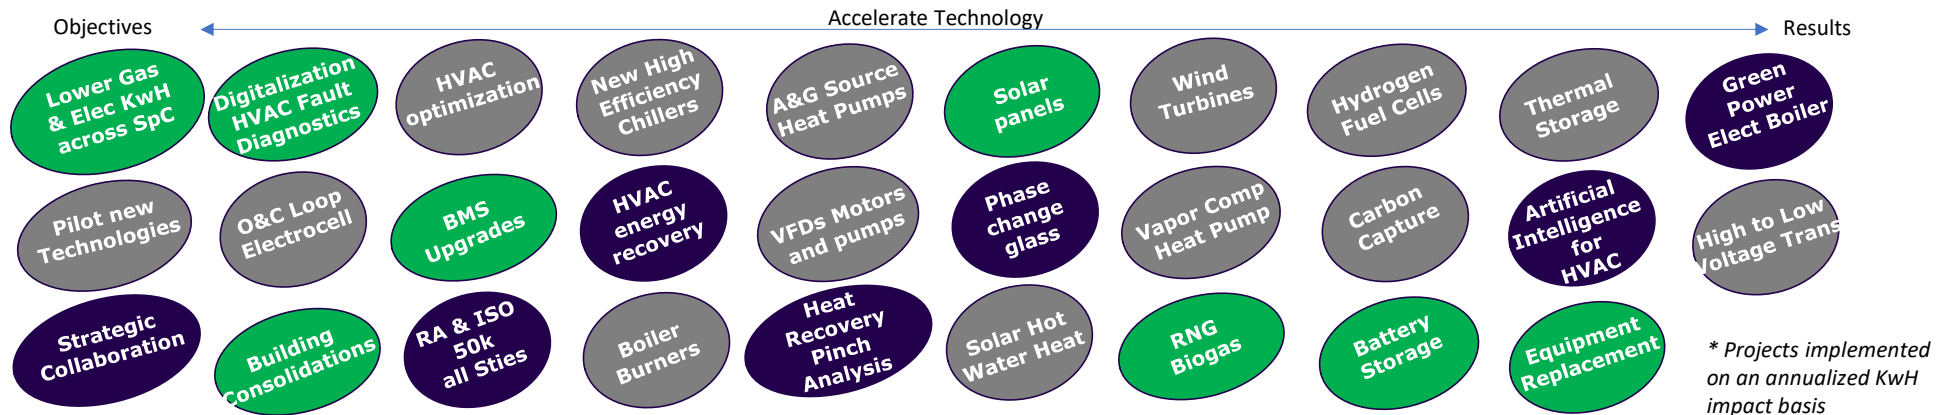 Objectives
Accelerate Technology
Results
Lower Gas
& Elec KwH
across SpC
Digitalization
HVAC Fault
Diagnostics
HVAC
optimization
New High
Efficiency
Chillers
A&G Source
Heat Pumps
Solar
panels
Wind
Turbines
Hydrogen
Fuel Cells
Thermal
Storage
Green
Power
Elect Boiler
Pilot new
Technologies
O&C Loop
Electrocell
BMS
Upgrades
HVAC
energy
recovery
VFDs Motors
and pumps
Phase
change
glass
Vapor Comp
Heat Pump
Carbon
Capture
Artificial
Intelligence
for
HVAC
High to Low
Voltage Trans
Strategic
Collaboration
Building
Consolidations
RA & ISO
50k
all Sties
Boiler
Burners
Heat
Recovery
Pinch
Analysis
Solar Hot
Water Heat
RNG
Biogas
Battery
Storage
Equipment
Replacement
* Projects implemented
on an annualized KwH
impact basis